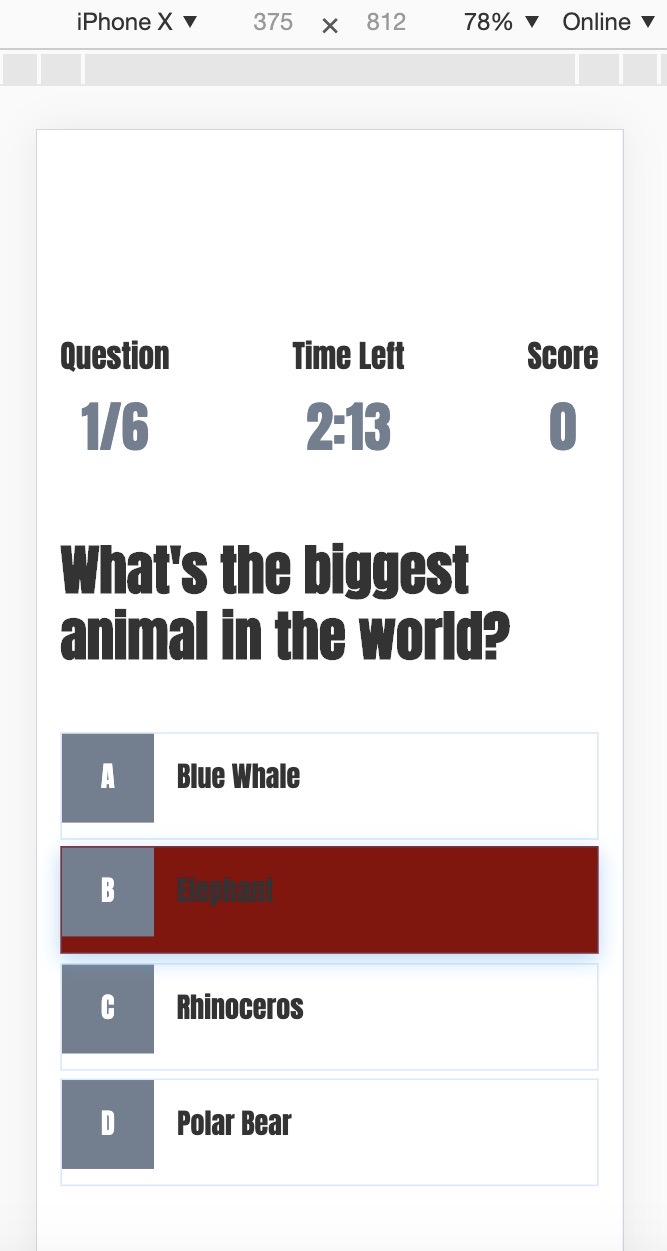 iPhone X ▼ 375 × 812 78% ▼ Online ▼
Question Time Left Score
1/6 2:13 0
What's the biggest
animal in the world?
A Blue Whale
B Elephant
C Rhinoceros
D Polar Bear